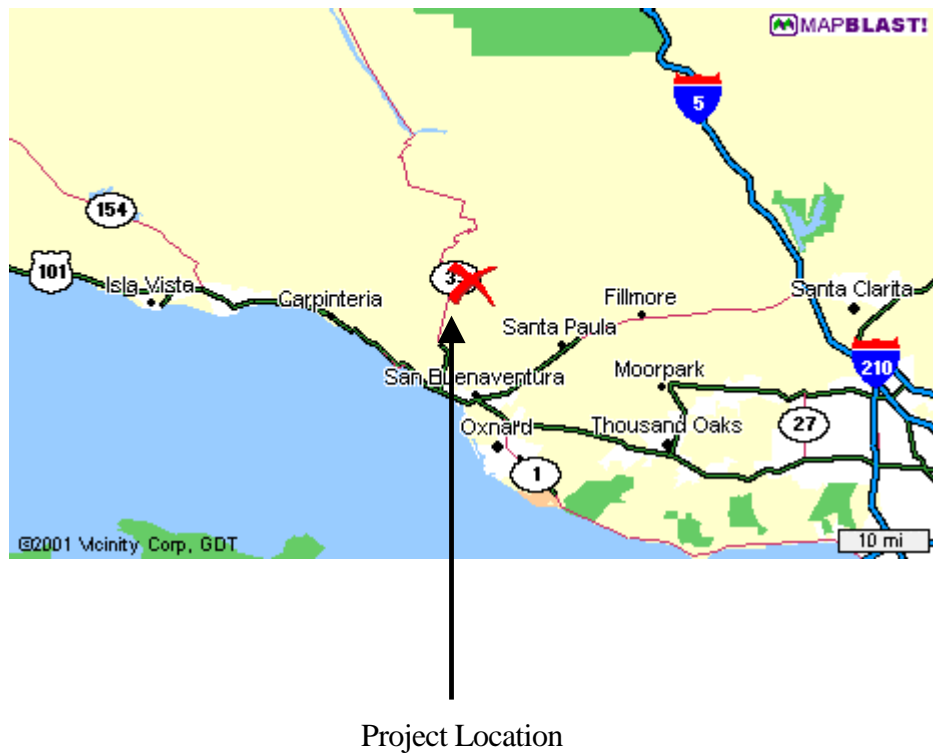 MAPBLAST!
5
154
101
Isla Vista
Carpinteria
Fillmore
Santa Clarita
Santa Paula
210
San Buenaventura
Moorpark
Oxnard
Thousand Oaks
27
1
©2001 Vicinity Corp, GDT
10 mi
Project Location